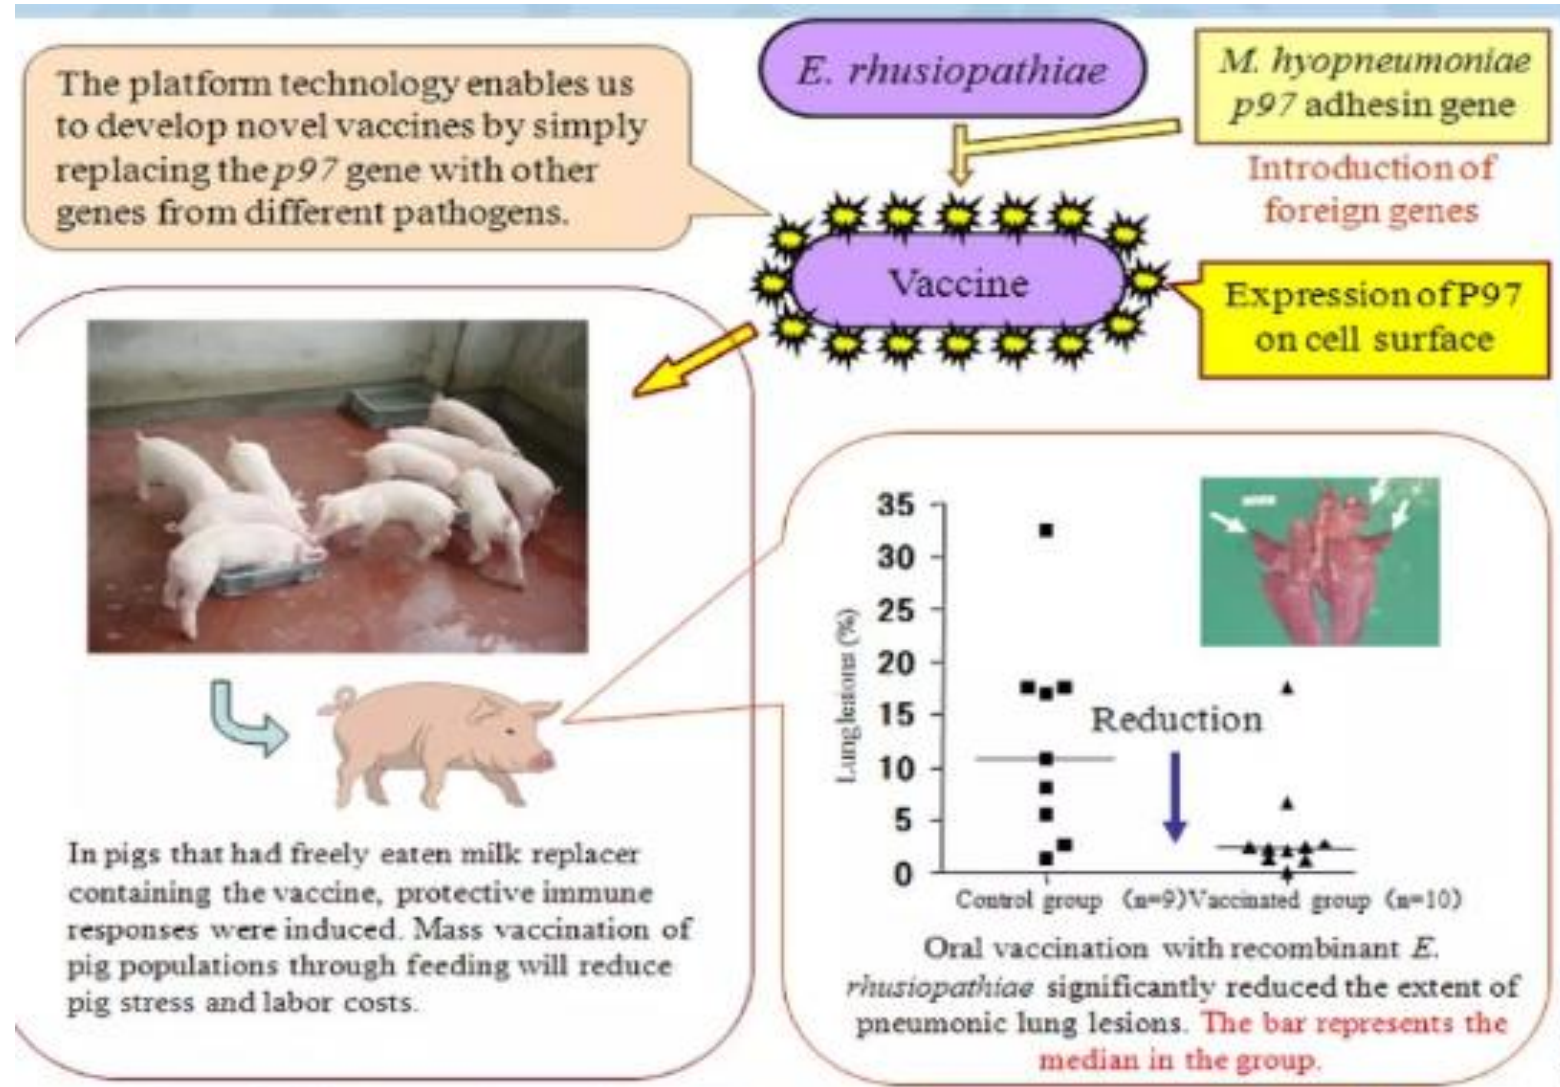 The platform technology enables us
to develop novel vaccines by simply
replacing the p97 gene with other
genes from different pathogens.
E. rhusiopathiae
M. hyopneumoniae
p97 adhesin gene
Introduction of
foreign genes
Vaccine
Expression of P97
on cell surface
In pigs that had freely eaten milk replacer
containing the vaccine, protective immune
responses were induced. Mass vaccination of
pig populations through feeding will reduce
pig stress and labor costs.
Lung lesions (%)
35
30
25
20
15
10
5
0
Reduction
Control group (n=9) Vaccinated group (n=10)
Oral vaccination with recombinant E.
rhusiopathiae significantly reduced the extent of
pneumonic lung lesions. The bar represents the
median in the group.